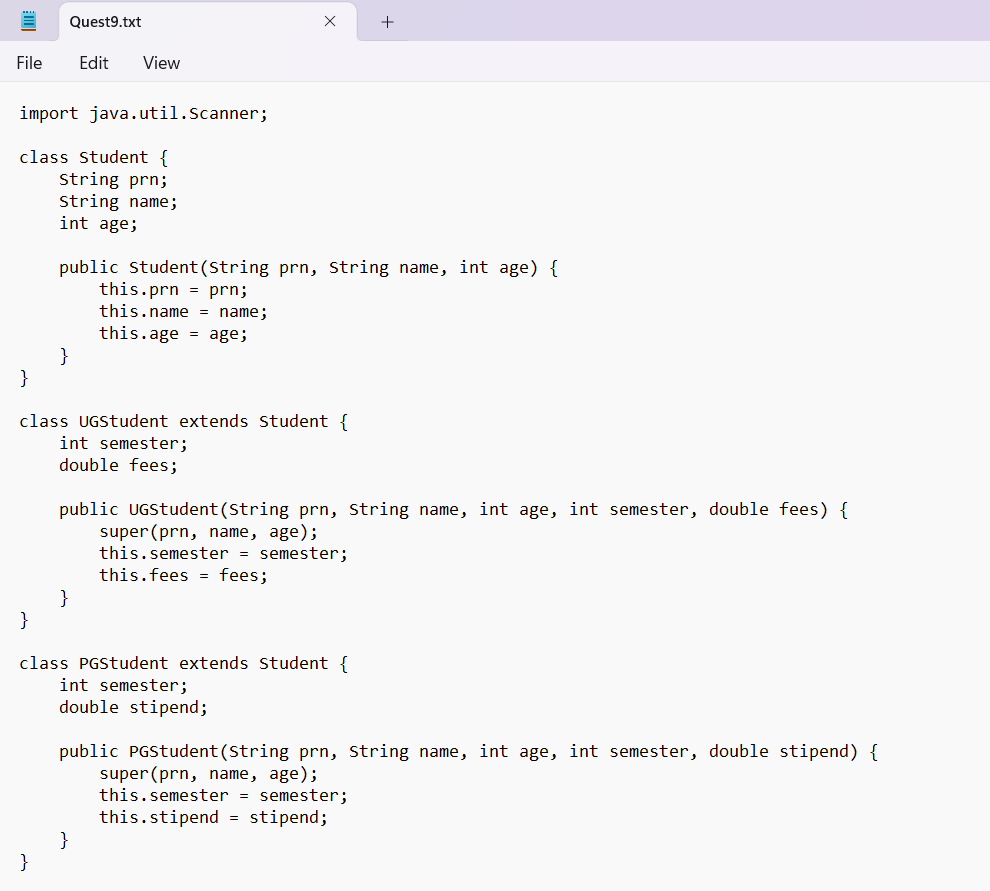 Quest9.txt
File Edit View
import java.util.Scanner;
class Student {
    String prn;
    String name;
    int age;
    public Student(String prn, String name, int age) {
        this.prn = prn;
        this.name = name;
        this.age = age;
    }
}
class UGStudent extends Student {
    int semester;
    double fees;
    public UGStudent(String prn, String name, int age, int semester, double fees) {
        super(prn, name, age);
        this.semester = semester;
        this.fees = fees;
    }
}
class PGStudent extends Student {
    int semester;
    double stipend;
    public PGStudent(String prn, String name, int age, int semester, double stipend) {
        super(prn, name, age);
        this.semester = semester;
        this.stipend = stipend;
    }
}